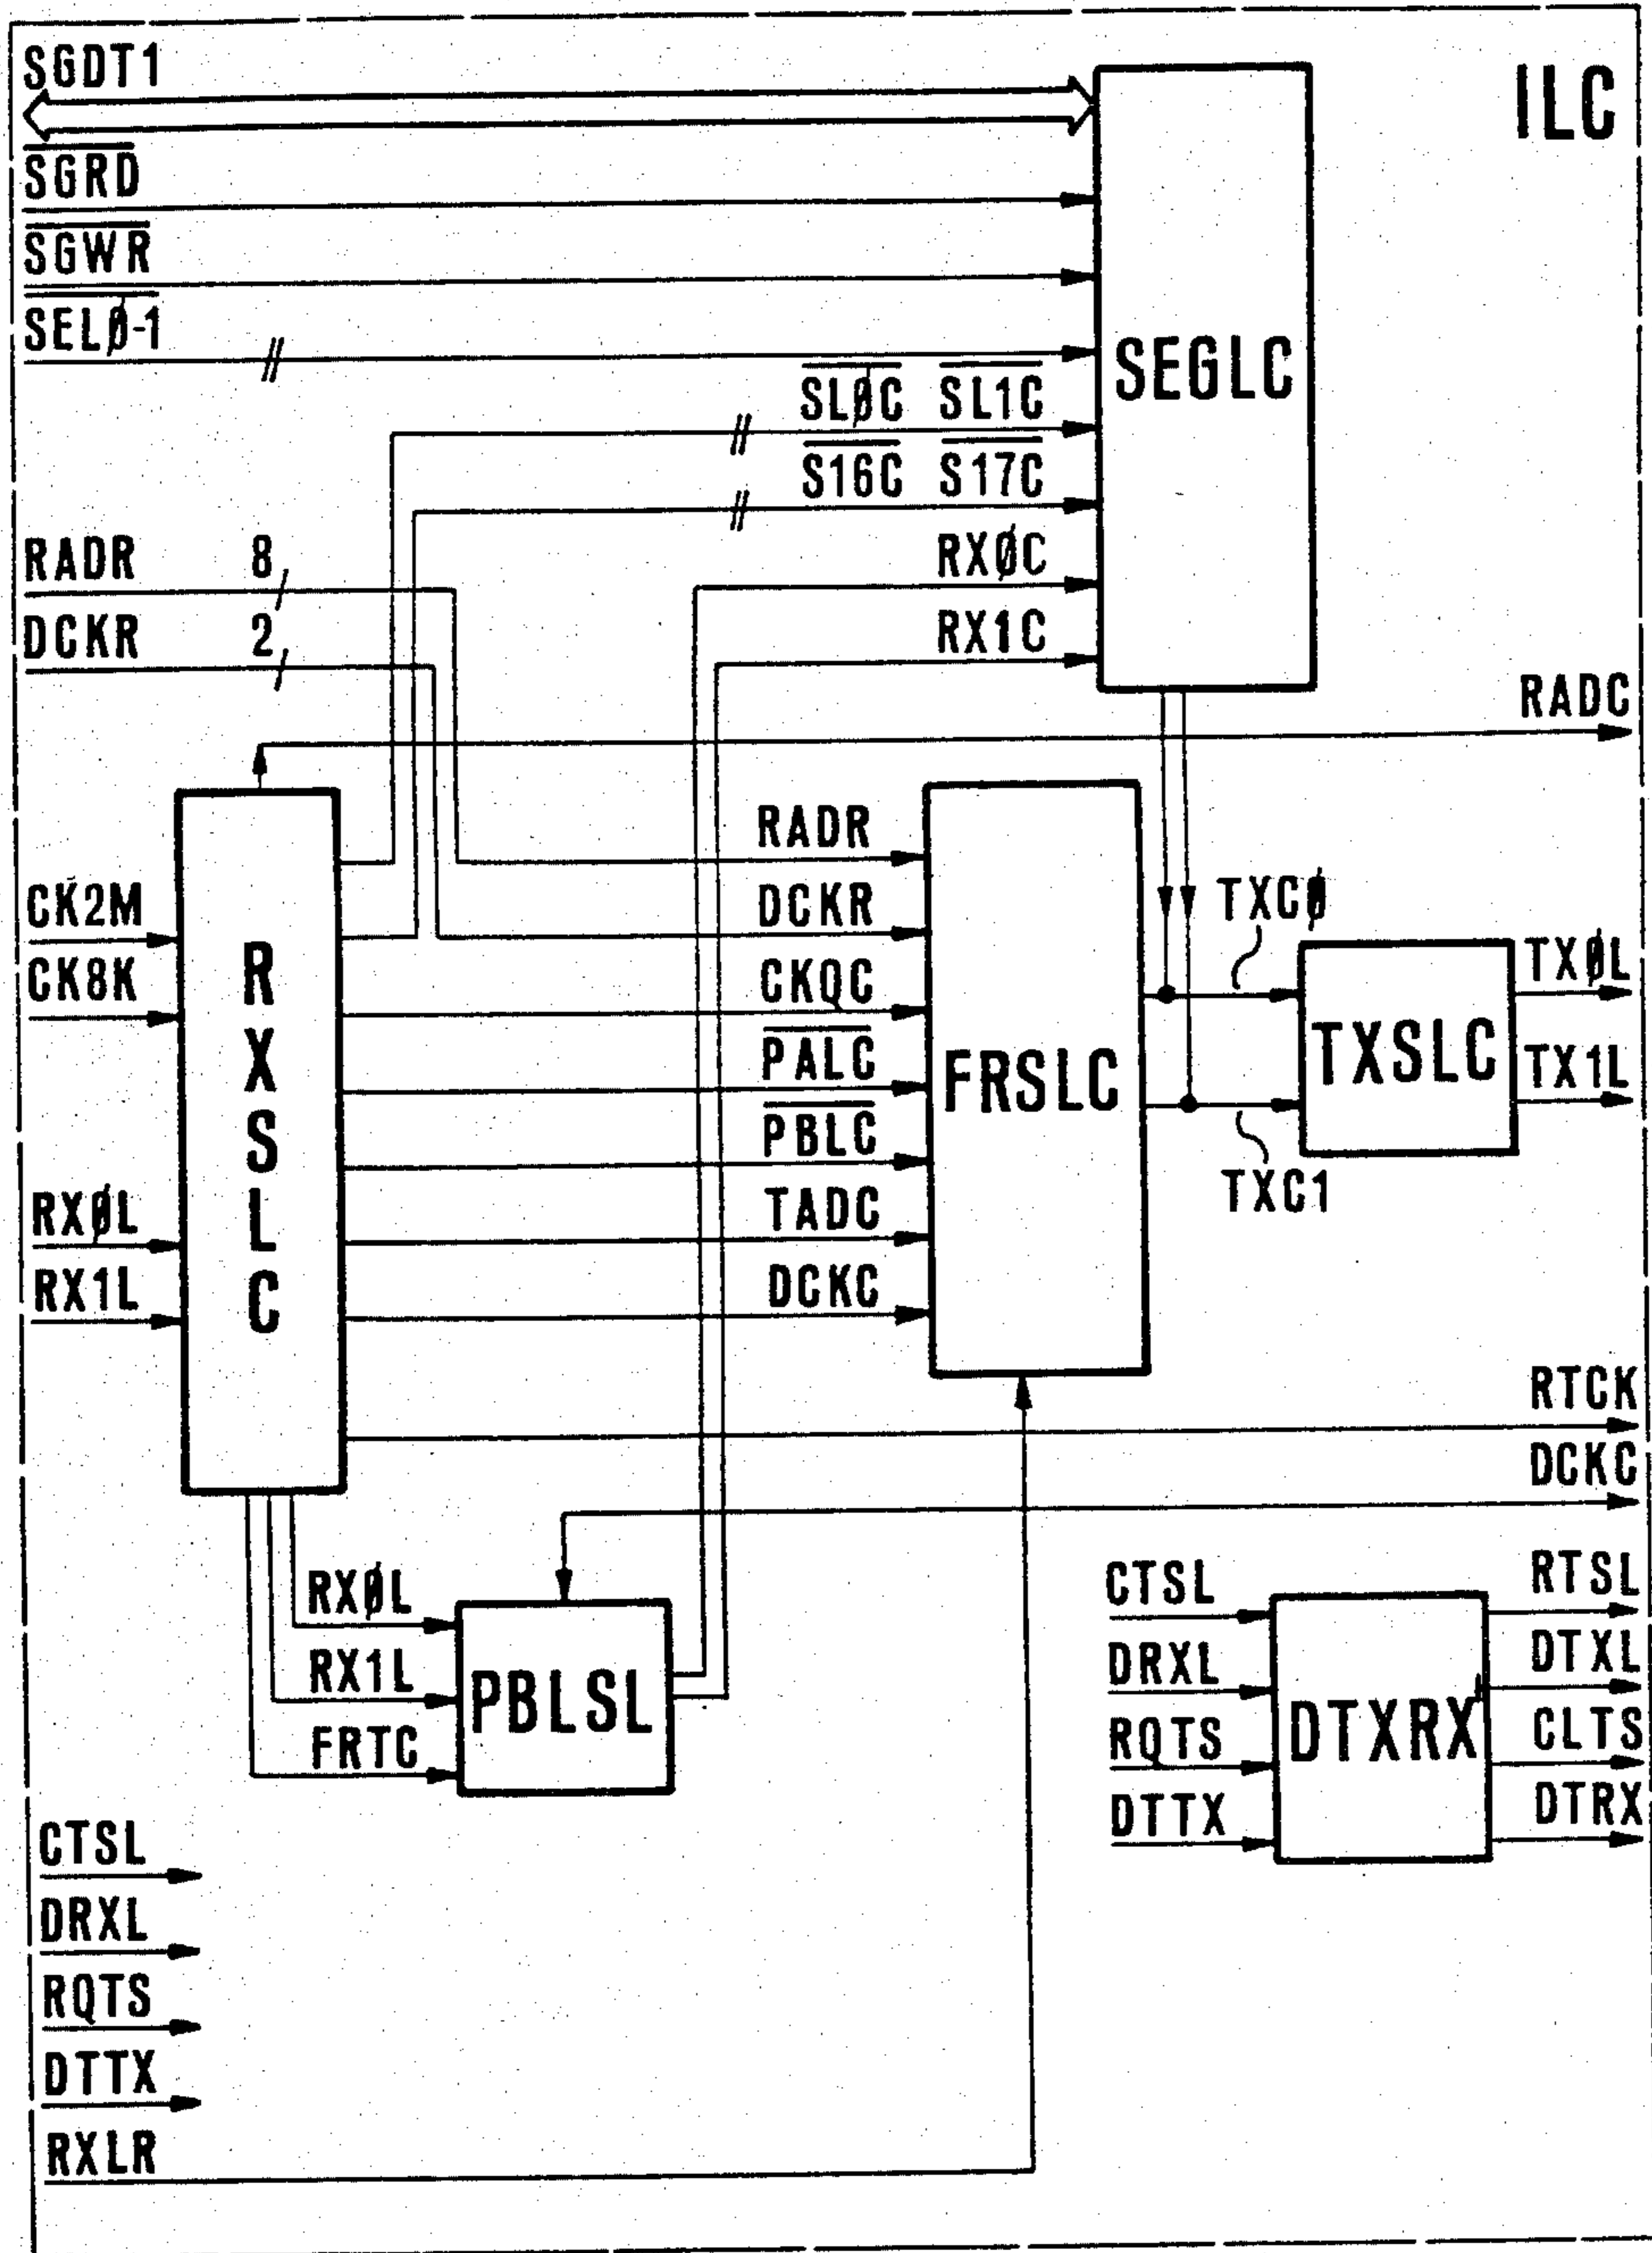 SGDT1
ILC
SGRD
SGWR
SELØ-1
SEGLC
SLØC SL1C
S16C S17C
RADR 8
RXØC
DCKR 2
RX1C
RADC
RADR
CK2M
DCKR
TXCØ
CK8K
CKQC
TXØL
RXSLC
PALC
FRSLC
TXSLC
TX1L
PBLC
TXC1
RXØL
TADC
RX1L
DCKC
RTCK
DCKC
RXØL
CTSL
RTSL
RX1L
PBLSL
DRXL
DTXRX
DTXL
FRTC
RQTS
CLTS
DTTX
DTRX
CTSL
DRXL
RQTS
DTTX
RXLR